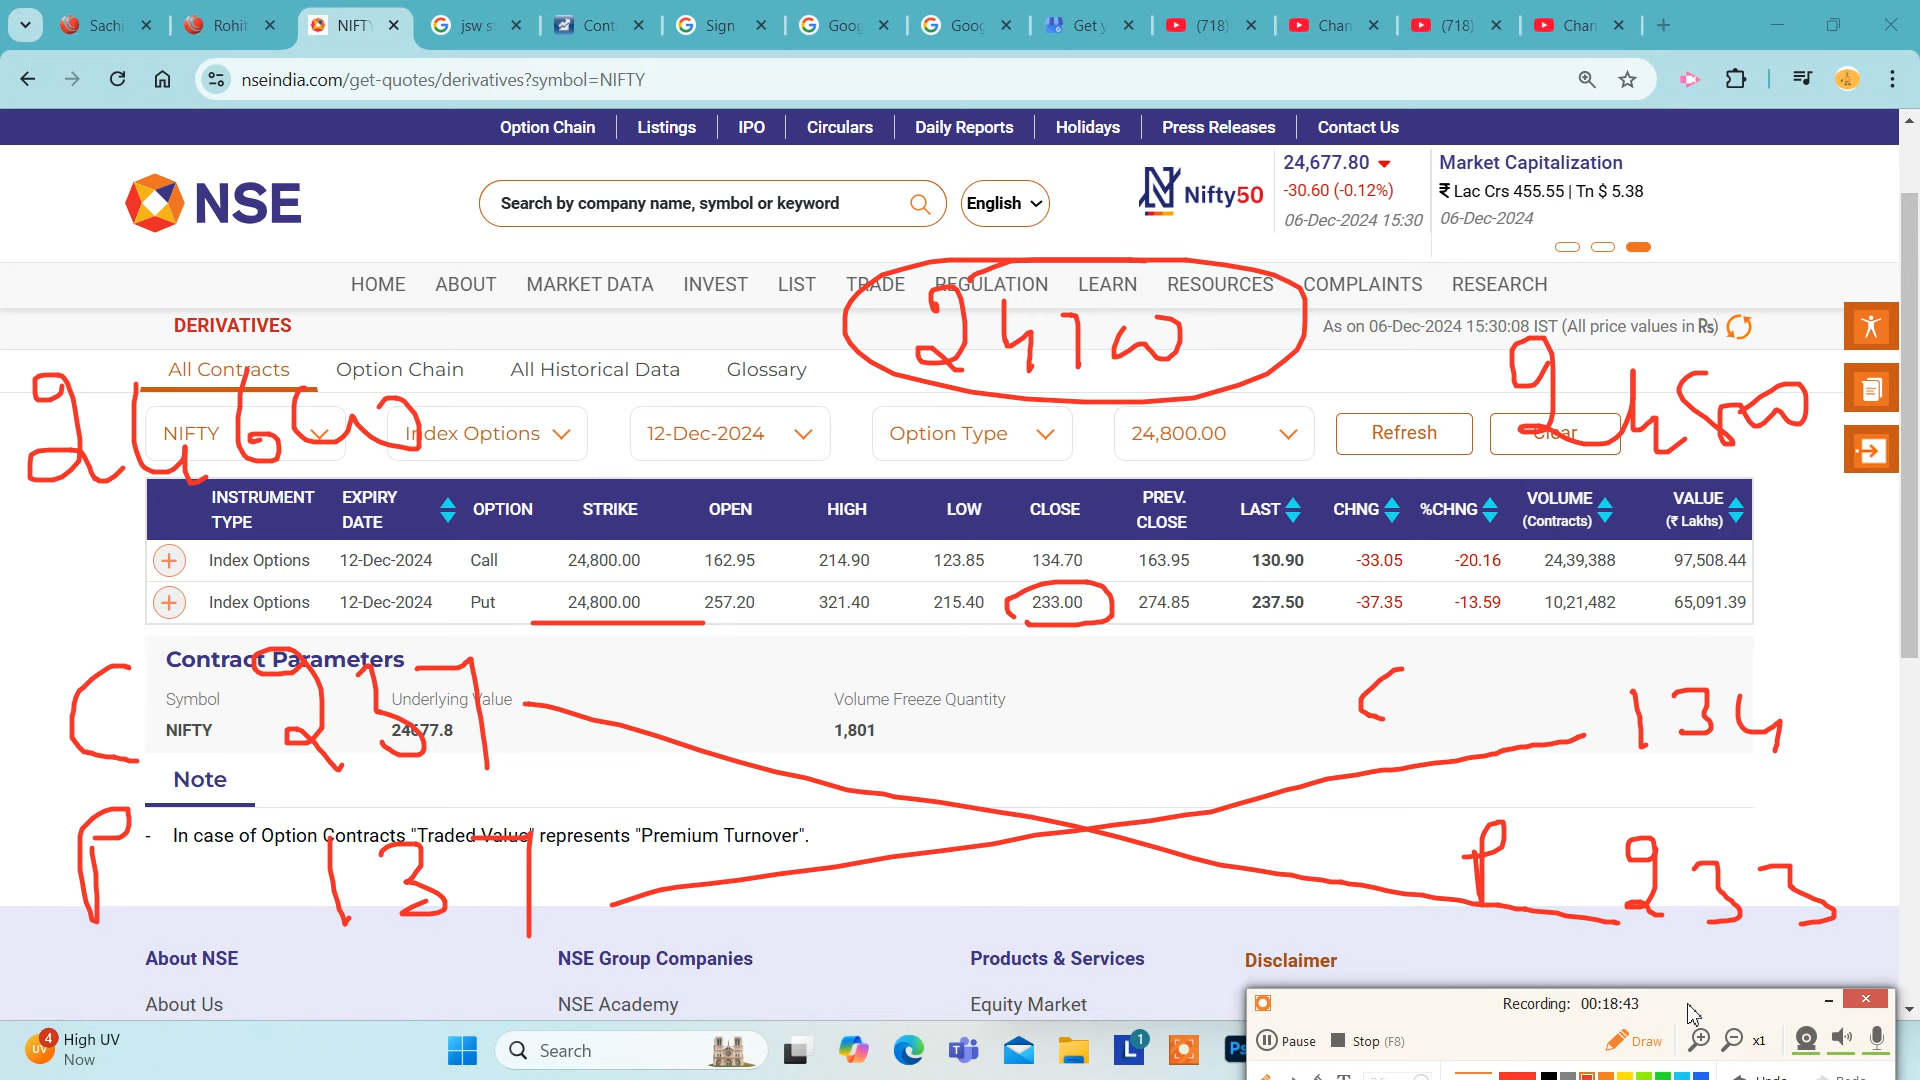 Sachi
Rohit
NIFTY
jsw s
Cont
Sign
Goog
Goog
Get y
(718)
Chan
(718)
Chan
nseindia.com/get-quotes/derivatives?symbol=NIFTY
Option Chain | Listings | IPO | Circulars | Daily Reports | Holidays | Press Releases | Contact Us
NSE
Search by company name, symbol or keyword
English
Nifty50
24,677.80
-30.60 (-0.12%)
06-Dec-2024 15:30
Market Capitalization
₹ Lac Crs 455.55 | Tn $ 5.38
06-Dec-2024
HOME ABOUT MARKET DATA INVEST LIST TRADE REGULATION LEARN RESOURCES COMPLAINTS RESEARCH
24700
DERIVATIVES
As on 06-Dec-2024 15:30:08 IST (All price values in Rs)
All Contracts Option Chain All Historical Data Glossary
24600
24800
NIFTY Index Options 12-Dec-2024 Option Type 24,800.00 Refresh Clear
INSTRUMENT TYPE EXPIRY DATE OPTION STRIKE OPEN HIGH LOW CLOSE PREV. CLOSE LAST CHNG %CHNG VOLUME (Contracts) VALUE (₹ Lakhs)
Index Options 12-Dec-2024 Call 24,800.00 162.95 214.90 123.85 134.70 163.95 130.90 -33.05 -20.16 24,39,388 97,508.44
Index Options 12-Dec-2024 Put 24,800.00 257.20 321.40 215.40 233.00 274.85 237.50 -37.35 -13.59 10,21,482 65,091.39
Contract Parameters
Symbol Underlying Value Volume Freeze Quantity
NIFTY 24677.8 1,801
C 237
C 134
Note
- In case of Option Contracts "Traded Value" represents "Premium Turnover".
P 137
P 233
About NSE NSE Group Companies Products & Services Disclaimer
About Us NSE Academy Equity Market
Recording: 00:18:43
Pause Stop (F8) Draw x1
4
UV
High UV
Now
Search
L
1
Ps